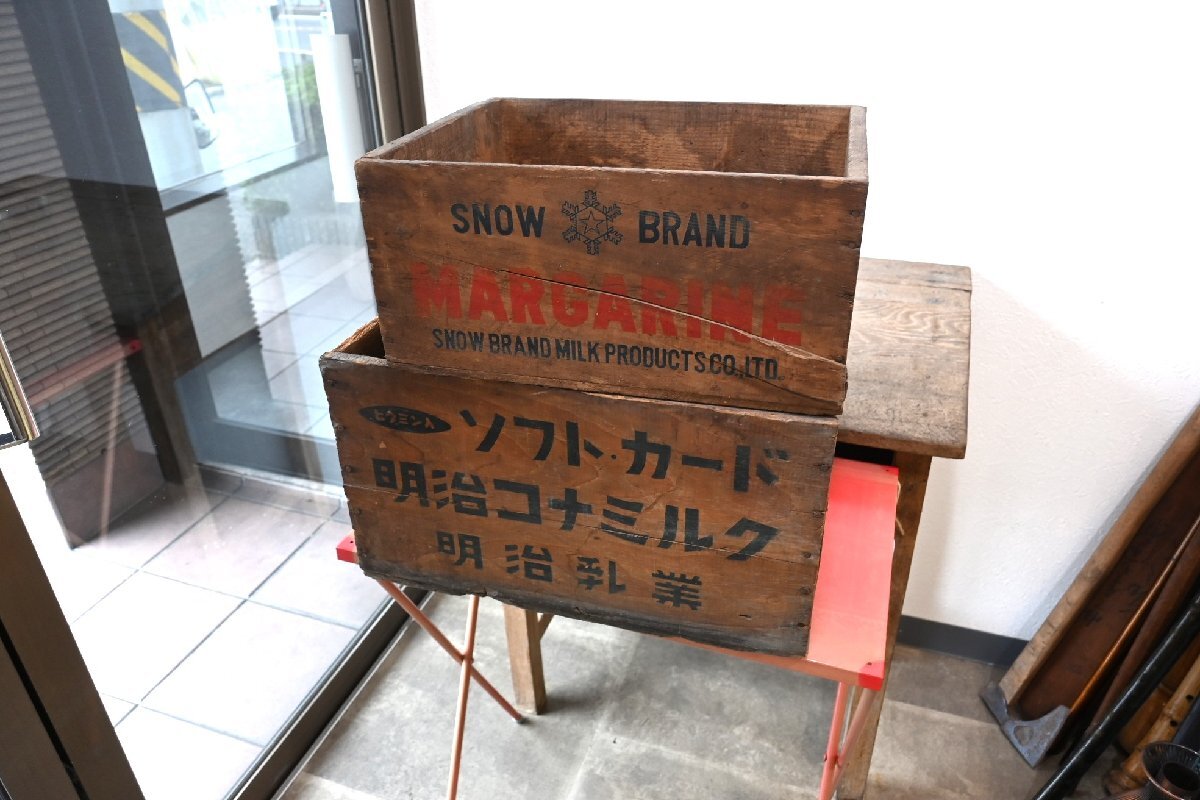 SNOW BRAND
MARGARINE
SNOW BRAND MILK PRODUCTS CO., LTD.
ソフト・カード
明治コナミルク
明治乳業